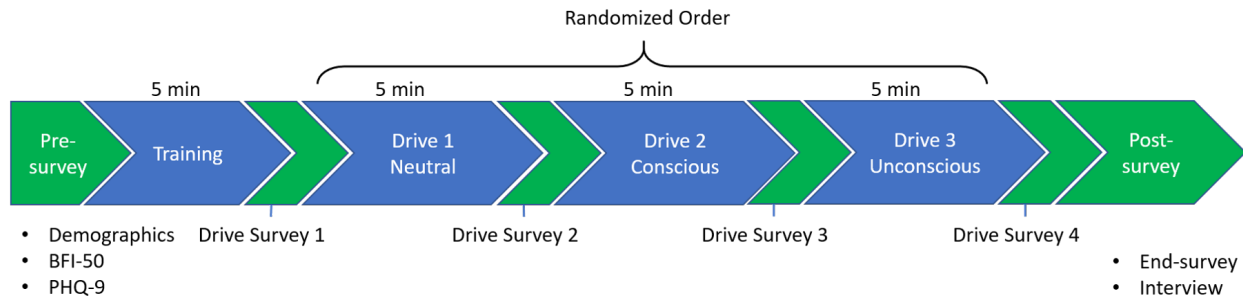 Randomized Order
5 min
5 min
5 min
5 min
Pre-
survey
Training
Drive 1
Neutral
Drive 2
Conscious
Drive 3
Unconscious
Post-
survey
Drive Survey 1
Drive Survey 2
Drive Survey 3
Drive Survey 4
• Demographics
• BFI-50
• PHQ-9
• End-survey
• Interview